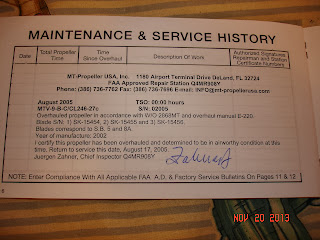 MAINTENANCE & SERVICE HISTORY
Date
Total Propeller Time
Time Since Overhaul
Description Of Work
Authorized Signatures Repairman and Station Certificate Numbers
MT-Propeller USA, Inc. 1180 Airport Terminal Drive DeLand, FL 32724
FAA Approved Repair Station Q4MR908Y
Phone: (386) 736-7762 Fax: (386) 736-7696 E-mail: INFO@mt-propellerusa.com
August 2005 TSO: 00:00 hours
MTV-9-B-C/CL246-27c S/N: 02055
Overhauled propeller in accordance with W/O 2068MT and overhaul manual E-220.
Blade S/N: 1) SK-15454, 2) SK-15455 and 3) SK-15456.
Blades correspond to S.B. 5 and 8A.
Year of manufacture: 2002
I certify this propeller has been overhauled and determined to be in airworthy condition at this
time. Return to service this date, August 17, 2005.
Juergen Zahner, Chief Inspector Q4MR908Y
NOTE: Enter Compliance With All Applicable FAA A.D. & Factory Service Bulletins On Pages 11 & 12
6
NOV 20 2013